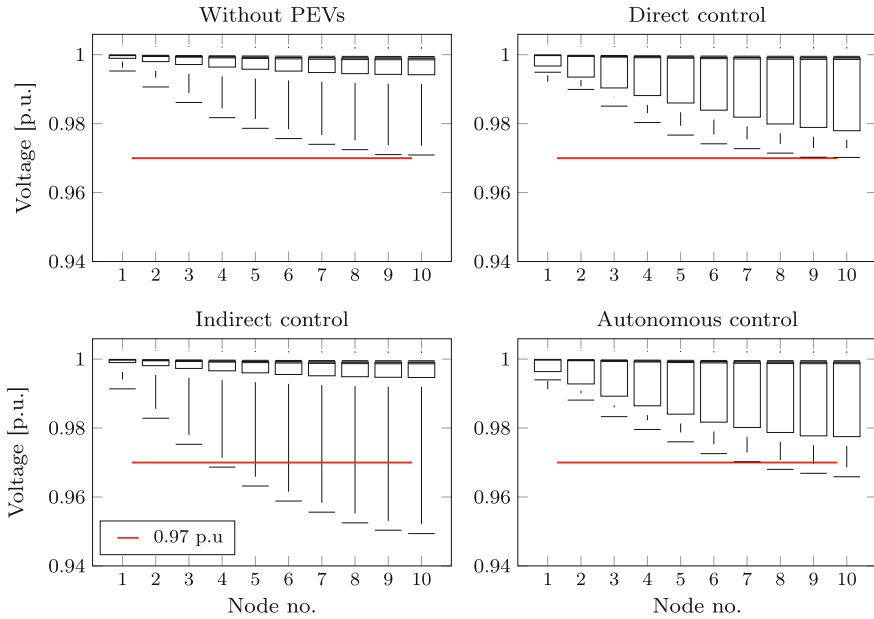 Without PEVs
Direct control
Voltage [p.u.]
1
0.98
0.96
0.94
1 2 3 4 5 6 7 8 9 10
1
0.98
0.96
0.94
1 2 3 4 5 6 7 8 9 10
Indirect control
Autonomous control
Voltage [p.u.]
1
0.98
0.96
0.94
0.97 p.u
1 2 3 4 5 6 7 8 9 10
Node no.
1
0.98
0.96
0.94
1 2 3 4 5 6 7 8 9 10
Node no.